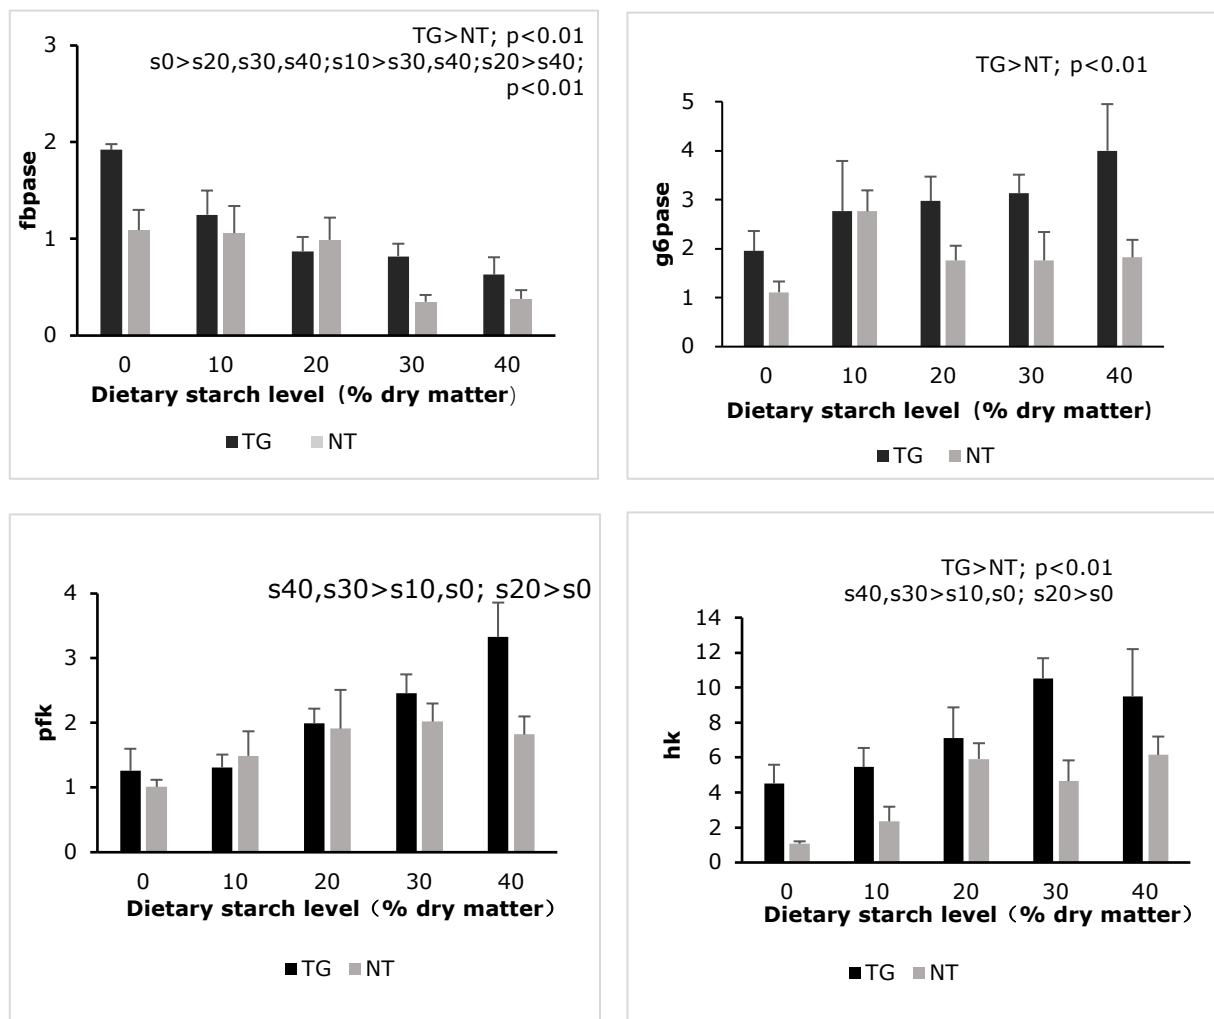 TG>NT; p<0.01
s0>s20,s30,s40;s10>s30,s40;s20>s40;
p<0.01
3
2
1
0
fbpase
0 10 20 30 40
Dietary starch level (% dry matter)
TG NT
TG>NT; p<0.01
5
4
3
2
1
0
g6pase
0 10 20 30 40
Dietary starch level (% dry matter)
TG NT
s40,s30>s10,s0; s20>s0
4
3
2
1
0
pfk
0 10 20 30 40
Dietary starch level (% dry matter)
TG NT
TG>NT; p<0.01
s40,s30>s10,s0; s20>s0
14
12
10
8
6
4
2
0
hk
0 10 20 30 40
Dietary starch level (% dry matter)
TG NT